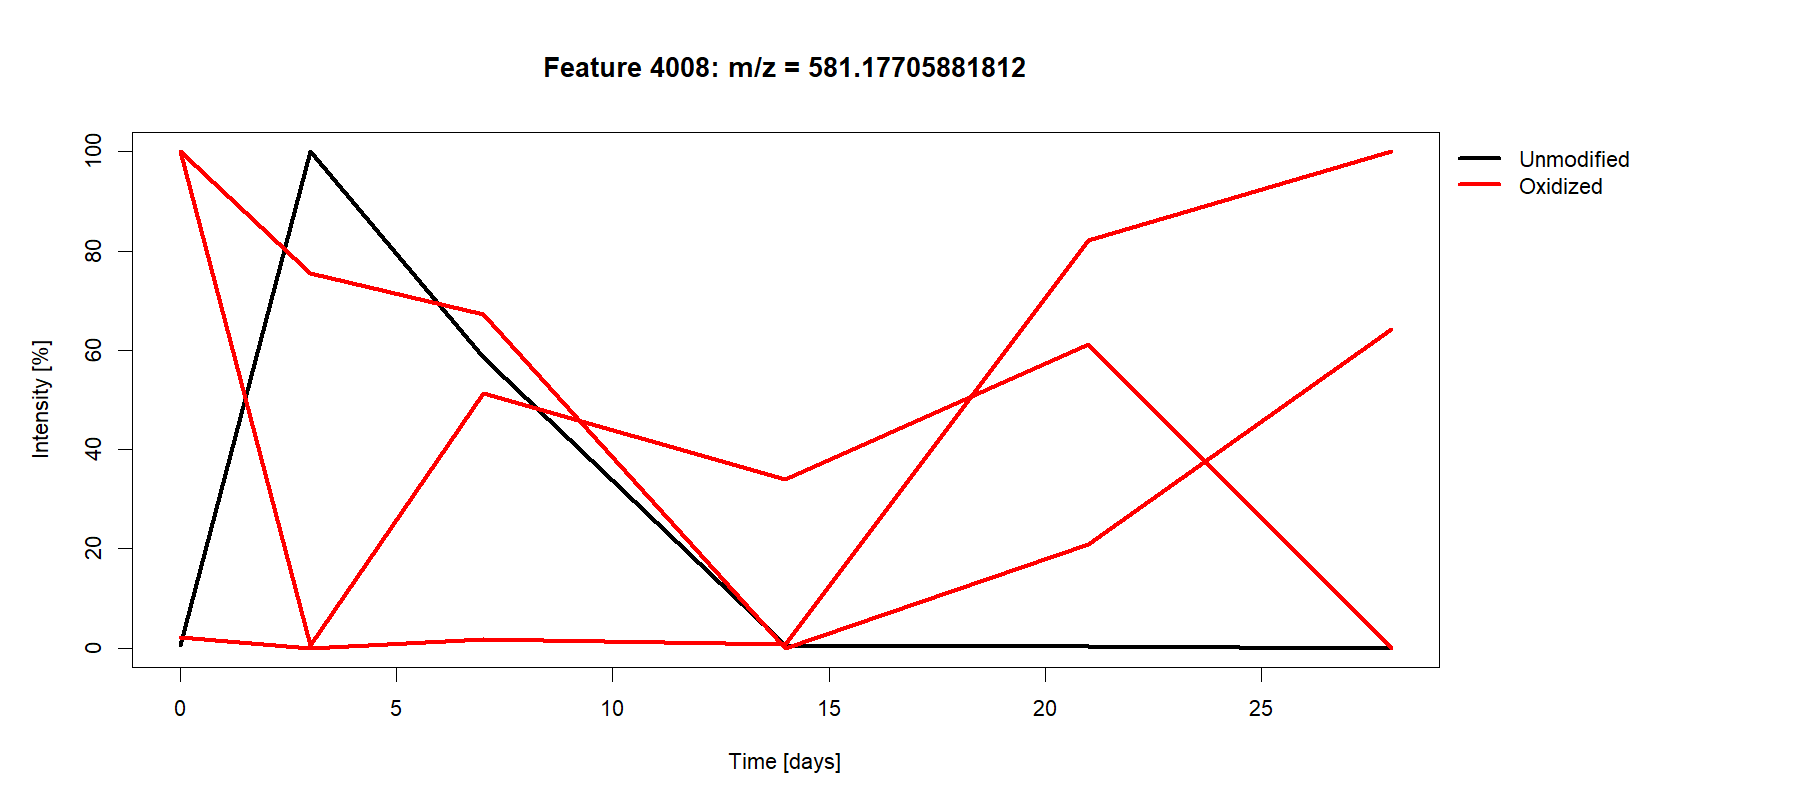 Feature 4008: m/z = 581.17705881812
Unmodified
Oxidized
Intensity [%]
100
80
60
40
20
0
0 5 10 15 20 25
Time [days]